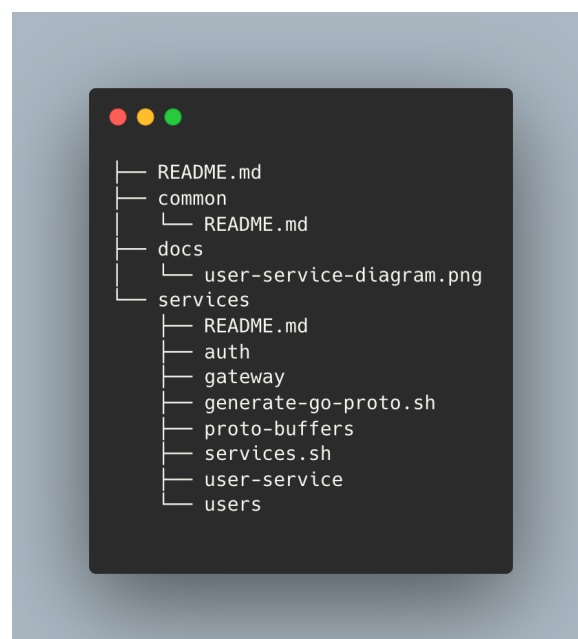 ├── README.md
├── common
│   └── README.md
├── docs
│   └── user-service-diagram.png
└── services
    ├── README.md
    ├── auth
    ├── gateway
    ├── generate-go-proto.sh
    ├── proto-buffers
    ├── services.sh
    ├── user-service
    └── users